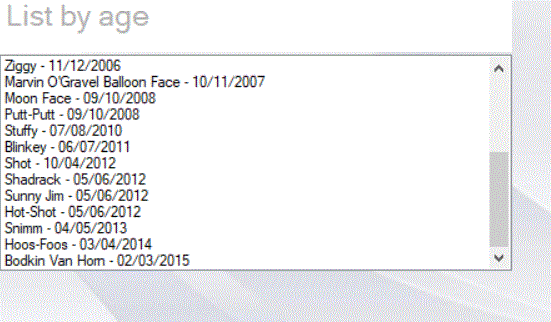 List by age
Ziggy - 11/12/2006
Marvin O'Gravel Balloon Face - 10/11/2007
Moon Face - 09/10/2008
Putt-Putt - 09/10/2008
Stuffy - 07/08/2010
Blinkey - 06/07/2011
Shot - 10/04/2012
Shadrack - 05/06/2012
Sunny Jim - 05/06/2012
Hot-Shot - 05/06/2012
Snimm - 04/05/2013
Hoos-Foos - 03/04/2014
Bodkin Van Horn - 02/03/2015